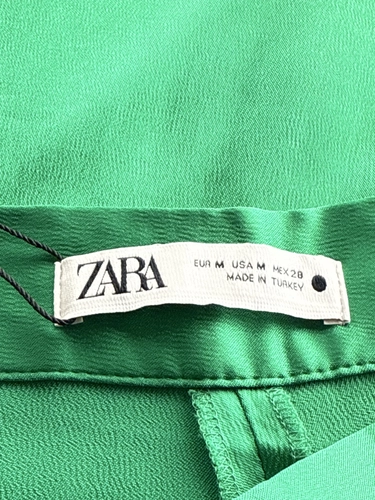 ZARA
EUR M USA M MEX 28
MADE IN TURKEY